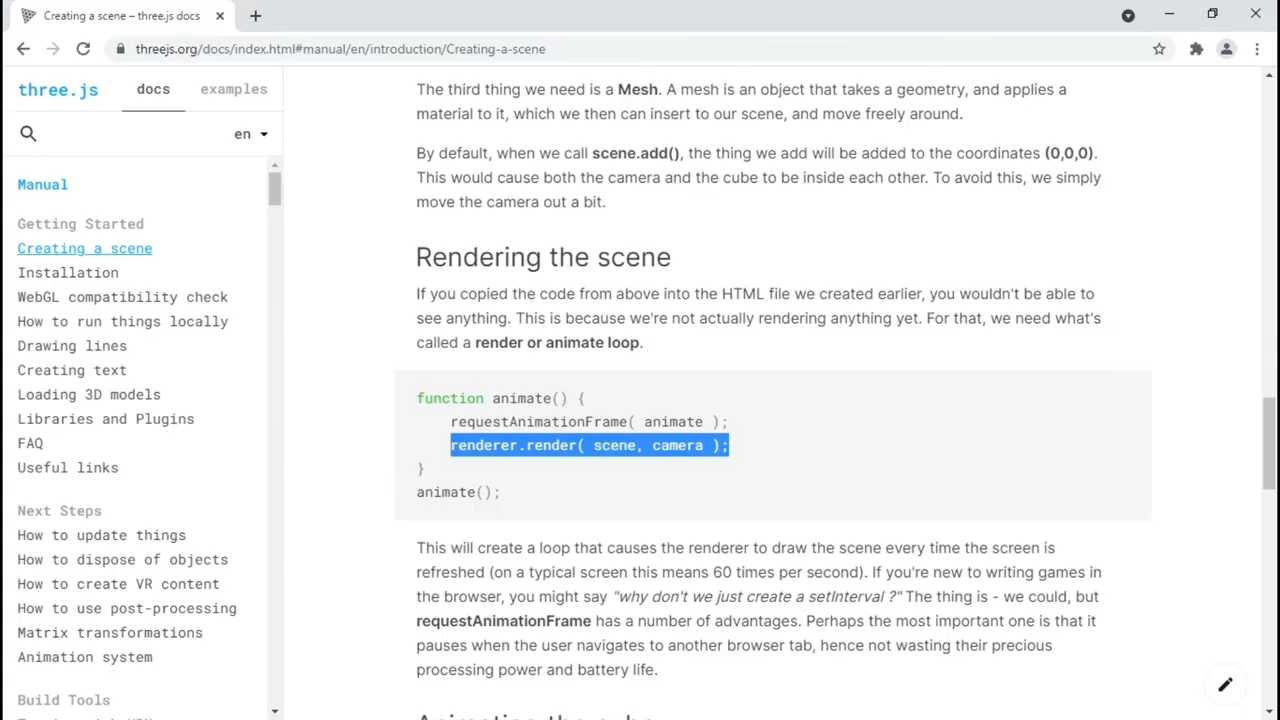 Creating a scene – three.js docs
threejs.org/docs/index.html#manual/en/introduction/Creating-a-scene
three.js
docs
examples
en
Manual
Getting Started
Creating a scene
Installation
WebGL compatibility check
How to run things locally
Drawing lines
Creating text
Loading 3D models
Libraries and Plugins
FAQ
Useful links
Next Steps
How to update things
How to dispose of objects
How to create VR content
How to use post-processing
Matrix transformations
Animation system
Build Tools
The third thing we need is a Mesh. A mesh is an object that takes a geometry, and applies a
material to it, which we then can insert to our scene, and move freely around.
By default, when we call scene.add(), the thing we add will be added to the coordinates (0,0,0).
This would cause both the camera and the cube to be inside each other. To avoid this, we simply
move the camera out a bit.
Rendering the scene
If you copied the code from above into the HTML file we created earlier, you wouldn't be able to
see anything. This is because we're not actually rendering anything yet. For that, we need what's
called a render or animate loop.
function animate() {
requestAnimationFrame( animate );
renderer.render( scene, camera );
}
animate();
This will create a loop that causes the renderer to draw the scene every time the screen is
refreshed (on a typical screen this means 60 times per second). If you're new to writing games in
the browser, you might say "why don't we just create a setInterval ?" The thing is - we could, but
requestAnimationFrame has a number of advantages. Perhaps the most important one is that it
pauses when the user navigates to another browser tab, hence not wasting their precious
processing power and battery life.
Animating the cube